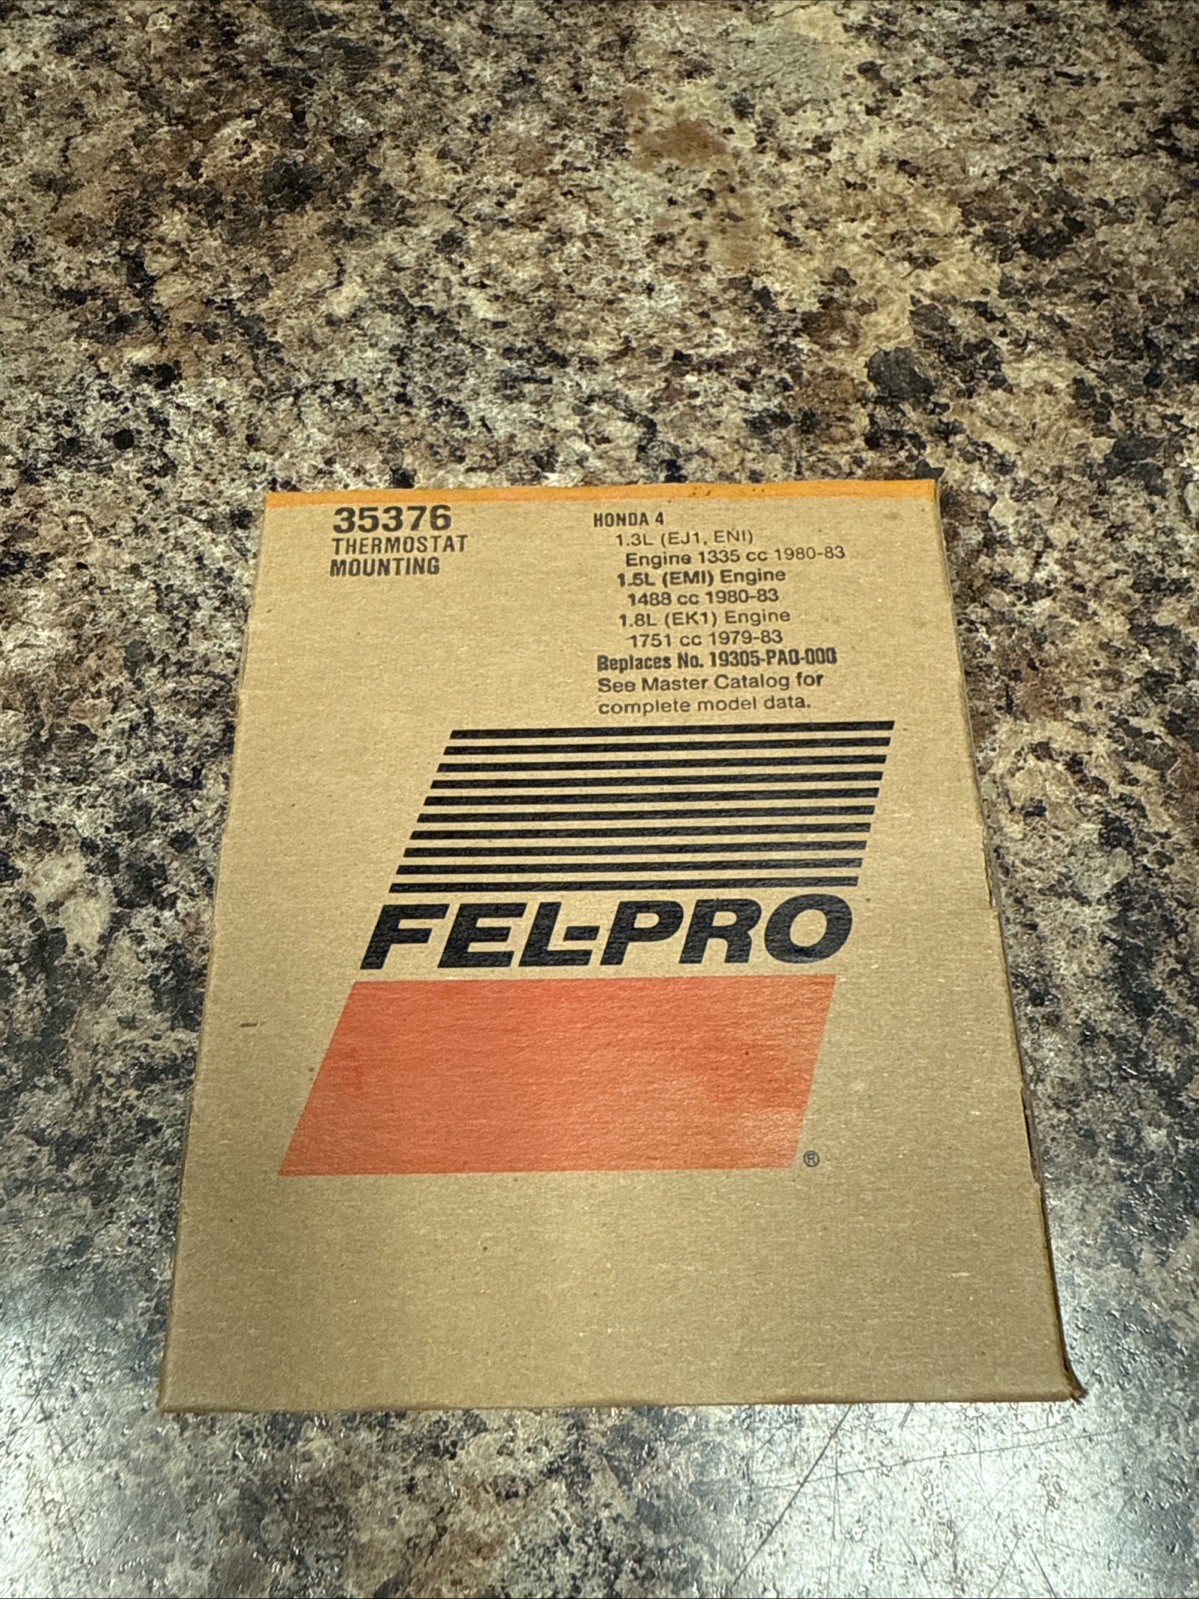 35376
THERMOSTAT
MOUNTING
HONDA 4
1.3L (EJ1, ENI)
Engine 1335 cc 1980-83
1.5L (EMI) Engine
1488 cc 1980-83
1.8L (EK1) Engine
1751 cc 1979-83
Replaces No. 19305-PA0-000
See Master Catalog for
complete model data.
FEL-PRO
®